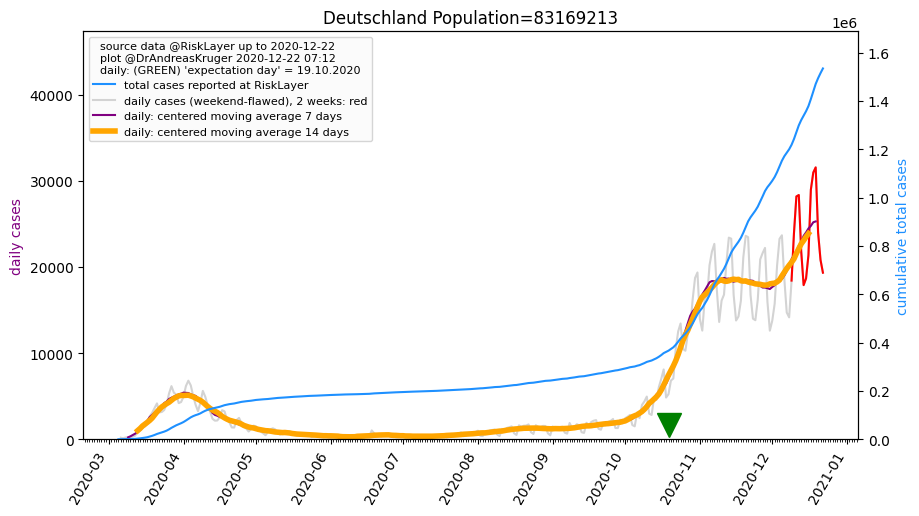 Deutschland Population=83169213
1e6
source data @RiskLayer up to 2020-12-22
plot @DrAndreasKruger 2020-12-22 07:12
daily: (GREEN) 'expectation day' = 19.10.2020
total cases reported at RiskLayer
daily cases (weekend-flawed), 2 weeks: red
daily: centered moving average 7 days
daily: centered moving average 14 days
daily cases
40000
30000
20000
10000
0
cumulative total cases
1.6
1.4
1.2
1.0
0.8
0.6
0.4
0.2
0.0
2020-03
2020-04
2020-05
2020-06
2020-07
2020-08
2020-09
2020-10
2020-11
2020-12
2021-01